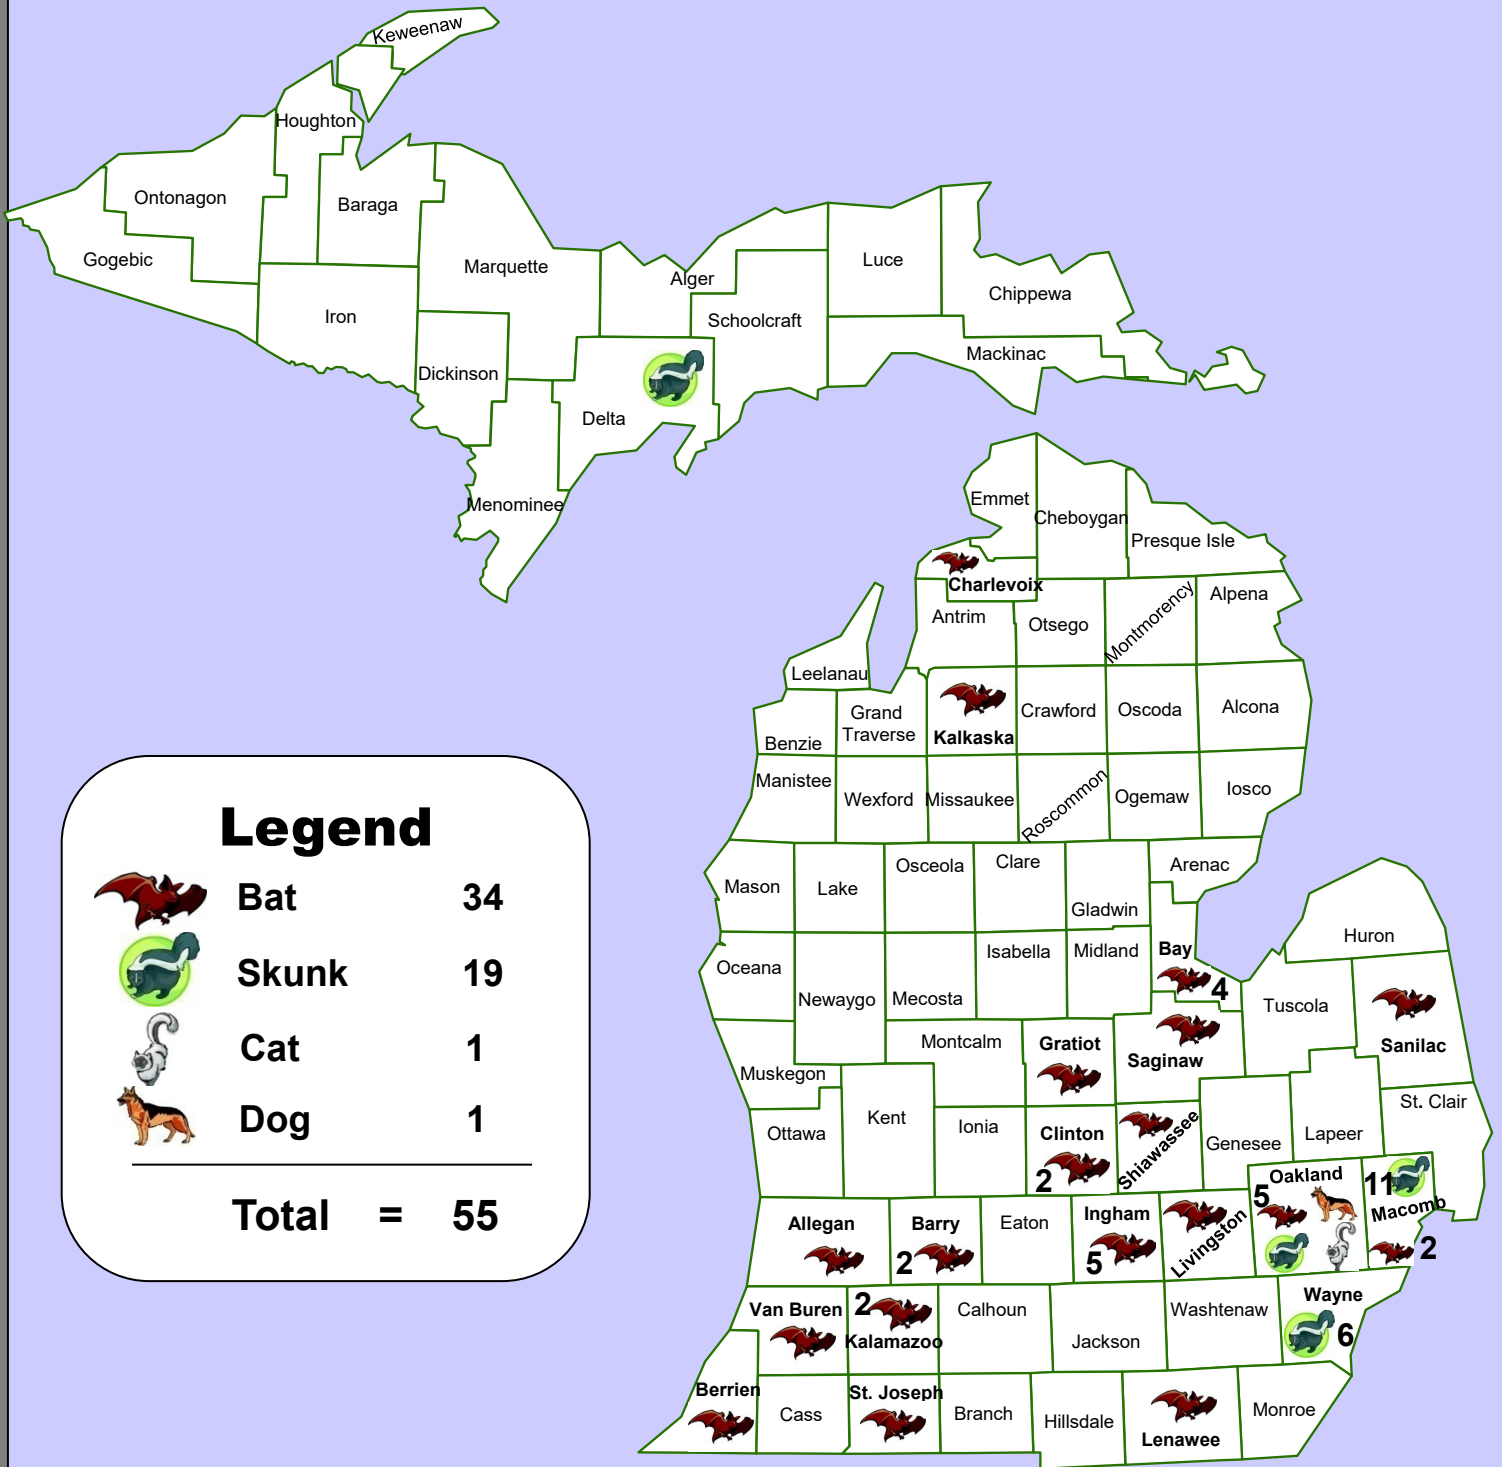 Keweenaw
Houghton
Ontonagon
Baraga
Gogebic
Marquette
Luce
Alger
Chippewa
Iron
Schoolcraft
Mackinac
Dickinson
Delta
Menominee
Emmet
Cheboygan
Presque Isle
Charlevoix
Antrim
Otsego
Montmorency
Alpena
Leelanau
Benzie
Grand
Traverse
Kalkaska
Crawford
Oscoda
Alcona
Manistee
Wexford
Missaukee
Roscommon
Ogemaw
Iosco
Legend
Bat 34
Skunk 19
Cat 1
Dog 1
Total = 55
Mason
Lake
Osceola
Clare
Gladwin
Arenac
Huron
Oceana
Newaygo
Mecosta
Isabella
Midland
Bay
4
Tuscola
Sanilac
Muskegon
Montcalm
Gratiot
Saginaw
Ottawa
Kent
Ionia
Clinton
2
Shiawassee
Genesee
Lapeer
St. Clair
Allegan
Barry
2
Eaton
Ingham
5
Livingston
Oakland
5
11
Macomb
2
Van Buren
2
Kalamazoo
Calhoun
Jackson
Washtenaw
Wayne
6
Berrien
Cass
St. Joseph
Branch
Hillsdale
Lenawee
Monroe